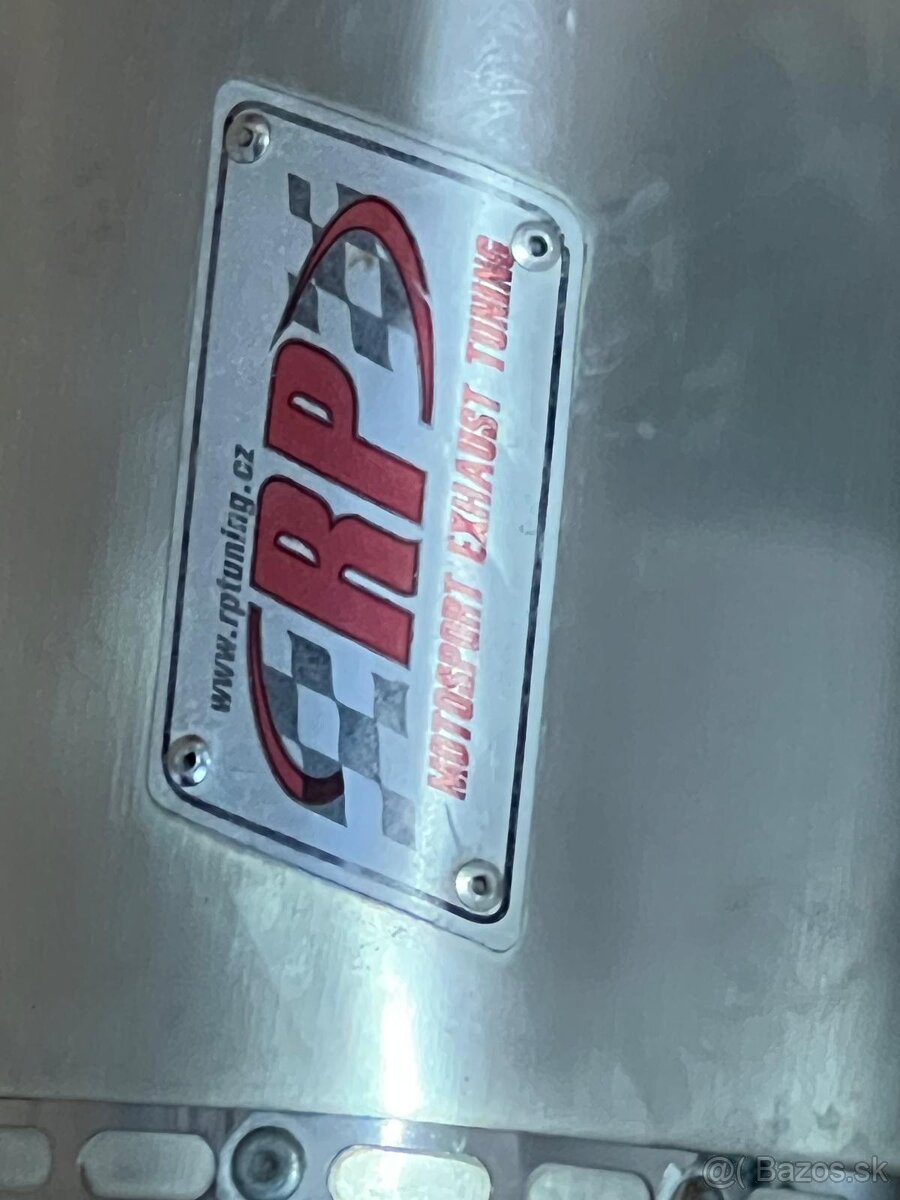 www.rptuning.cz
RP
MOTOSPORT EXHAUST TUNING
@( Bazos.sk